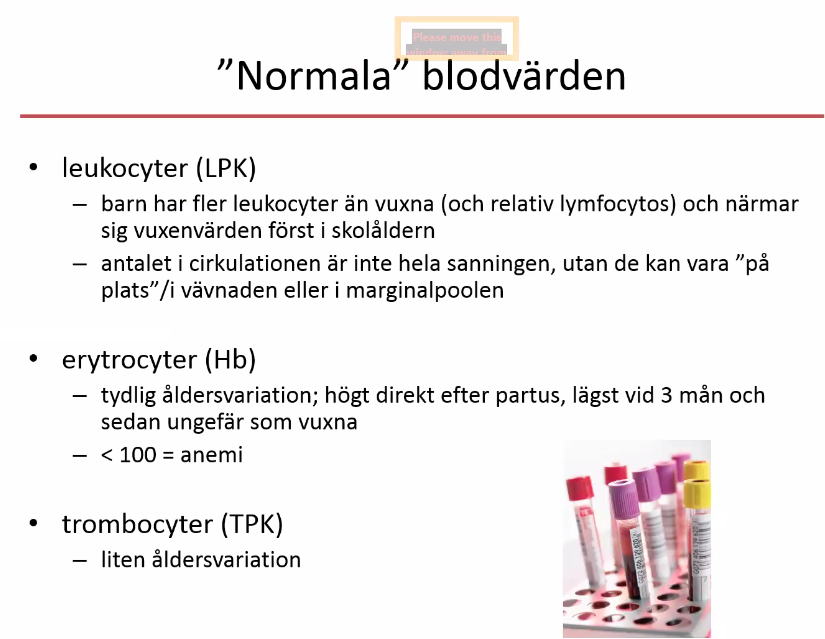 Please move this
window away from
”Normala” blodvärden
• leukocyter (LPK)
– barn har fler leukocyter än vuxna (och relativ lymfocytos) och närmar
sig vuxenvärden först i skolåldern
– antalet i cirkulationen är inte hela sanningen, utan de kan vara ”på
plats”/i vävnaden eller i marginalpoolen
• erytrocyter (Hb)
– tydlig åldersvariation; högt direkt efter partus, lägst vid 3 mån och
sedan ungefär som vuxna
– < 100 = anemi
• trombocyter (TPK)
– liten åldersvariation